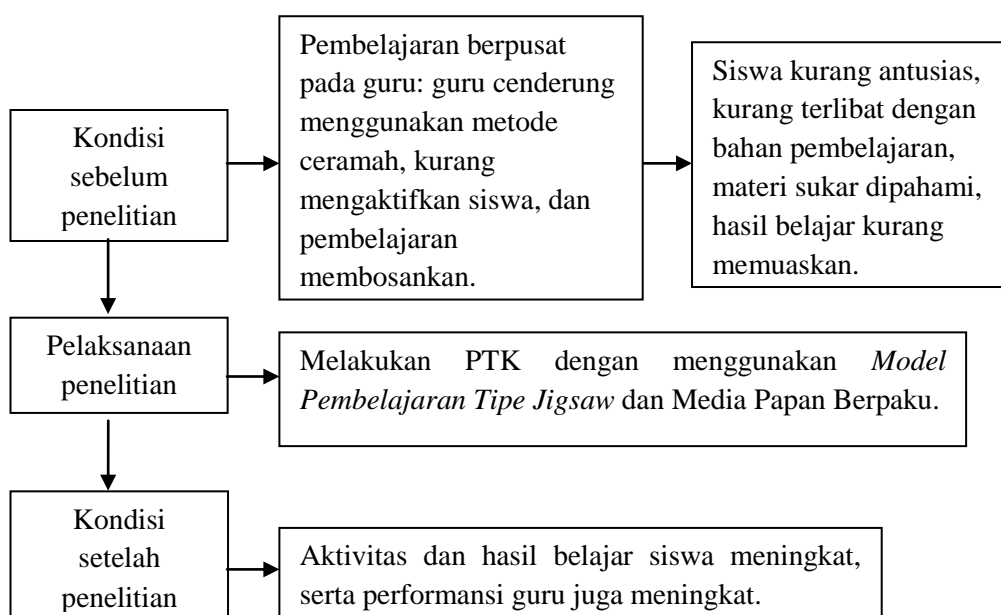 Kondisi
sebelum
penelitian
Pembelajaran berpusat
pada guru: guru cenderung
menggunakan metode
ceramah, kurang
mengaktifkan siswa, dan
pembelajaran
membosankan.
Siswa kurang antusias,
kurang terlibat dengan
bahan pembelajaran,
materi sukar dipahami,
hasil belajar kurang
memuaskan.
Pelaksanaan
penelitian
Melakukan PTK dengan menggunakan Model
Pembelajaran Tipe Jigsaw dan Media Papan Berpaku.
Kondisi
setelah
penelitian
Aktivitas dan hasil belajar siswa meningkat,
serta performansi guru juga meningkat.